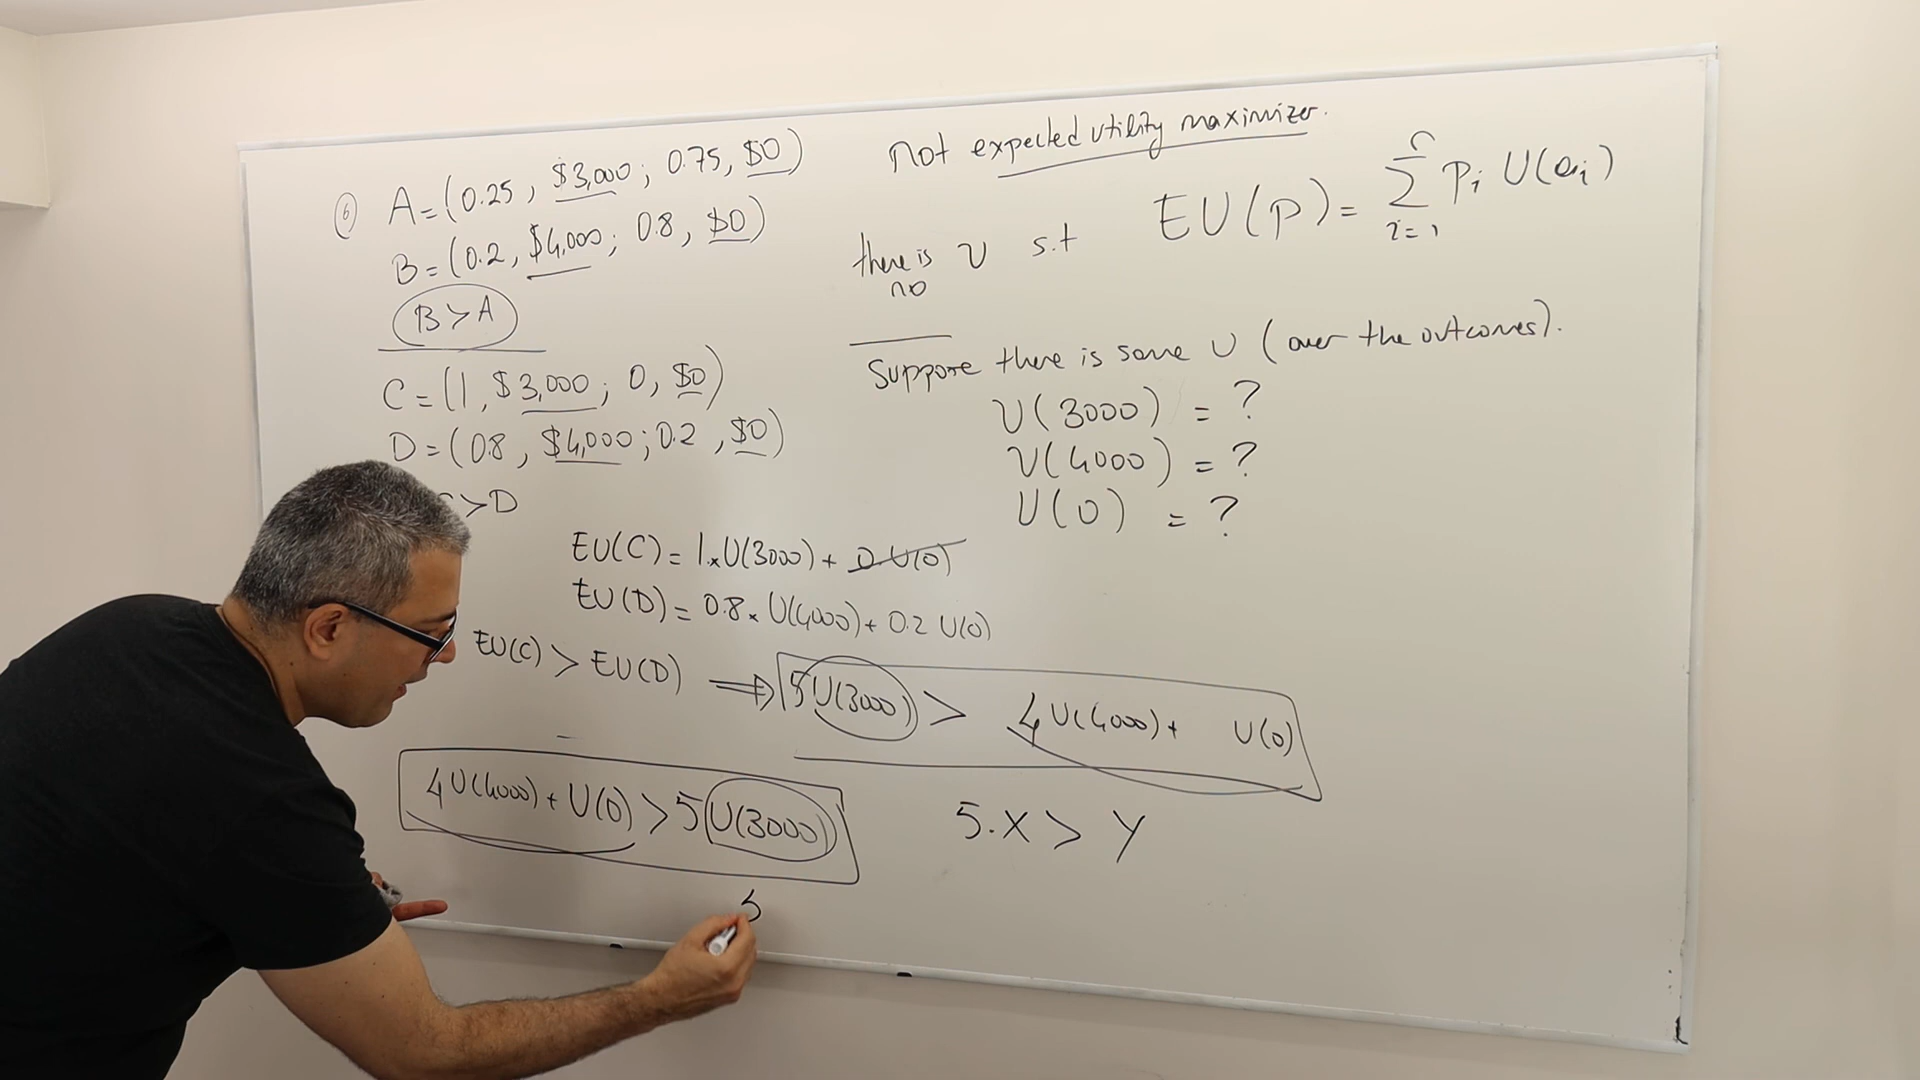 ⑥ A=(0.25, $3,000; 0.75, $0)
B=(0.2, $4,000; 0.8, $0)
B>A
C=(1, $3,000; 0, $0)
D=(0.8, $4,000; 0.2, $0)
>D
not expected utility maximizer.
there is U s.t EU(p)= ∑ pᵢ U(aᵢ)
no i=1
Suppose there is some U (over the outcomes).
U(3000) = ?
U(4000) = ?
U(0) = ?
EU(C)= 1×U(3000)+ 0.U(0)
EU(D)= 0.8×U(4000)+ 0.2 U(0)
EU(C) > EU(D) ⇒ 5U(3000) > 4U(4000)+ U(0)
4U(4000)+ U(0) > 5U(3000)
5.X > Y
5